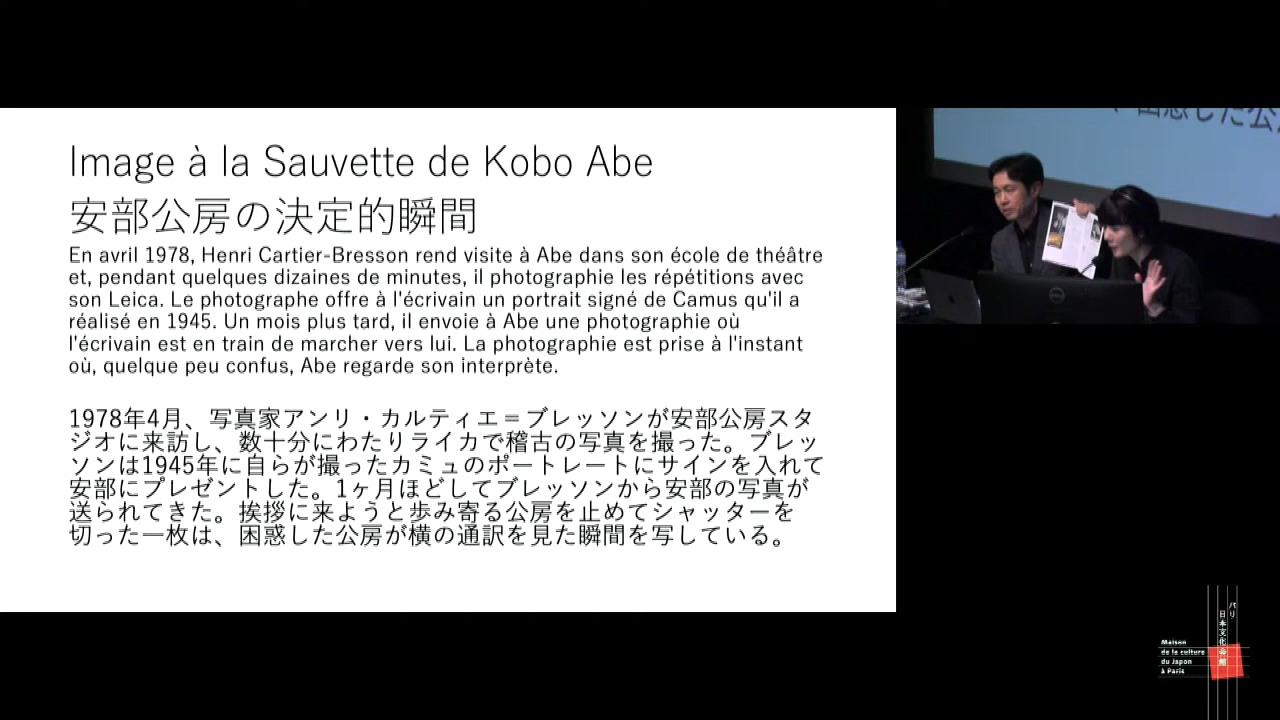 Image à la Sauvette de Kobo Abe
安部公房の決定的瞬間
En avril 1978, Henri Cartier-Bresson rend visite à Abe dans son école de théâtre
et, pendant quelques dizaines de minutes, il photographie les répétitions avec
son Leica. Le photographe offre à l'écrivain un portrait signé de Camus qu'il a
réalisé en 1945. Un mois plus tard, il envoie à Abe une photographie où
l'écrivain est en train de marcher vers lui. La photographie est prise à l'instant
où, quelque peu confus, Abe regarde son interprète.
1978年4月、写真家アンリ・カルティエ＝ブレッソンが安部公房スタ
ジオに来訪し、数十分にわたりライカで稽古の写真を撮った。ブレッ
ソンは1945年に自らが撮ったカミュのポートレートにサインを入れて
安部にプレゼントした。1ヶ月ほどしてブレッソンから安部の写真が
送られてきた。挨拶に来ようと歩み寄る公房を止めてシャッターを
切った一枚は、困惑した公房が横の通訳を見た瞬間を写している。
困惑した公
DELL
パリ
日本文化会館
Maison
de la culture
du Japon
à Paris